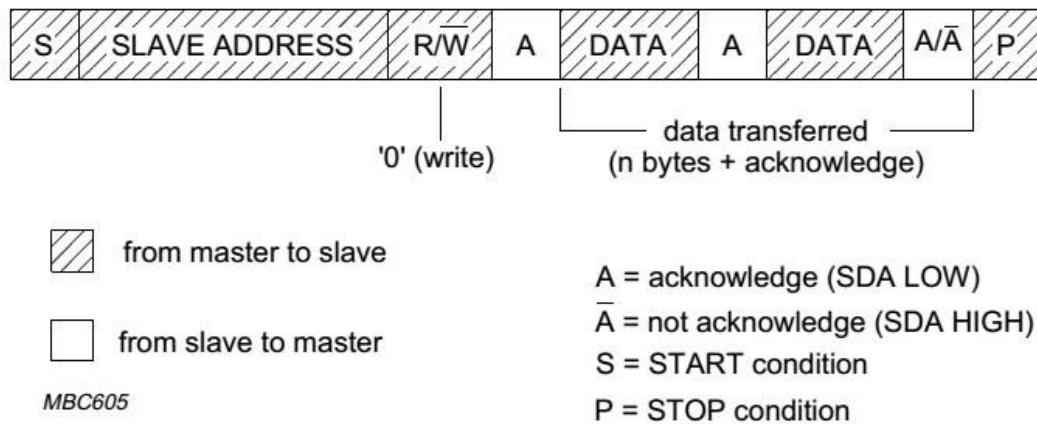 S SLAVE ADDRESS R/W̅ A DATA A DATA A/A̅ P
data transferred
'0' (write) (n bytes + acknowledge)
from master to slave
A = acknowledge (SDA LOW)
A̅ = not acknowledge (SDA HIGH)
from slave to master
S = START condition
MBC605
P = STOP condition